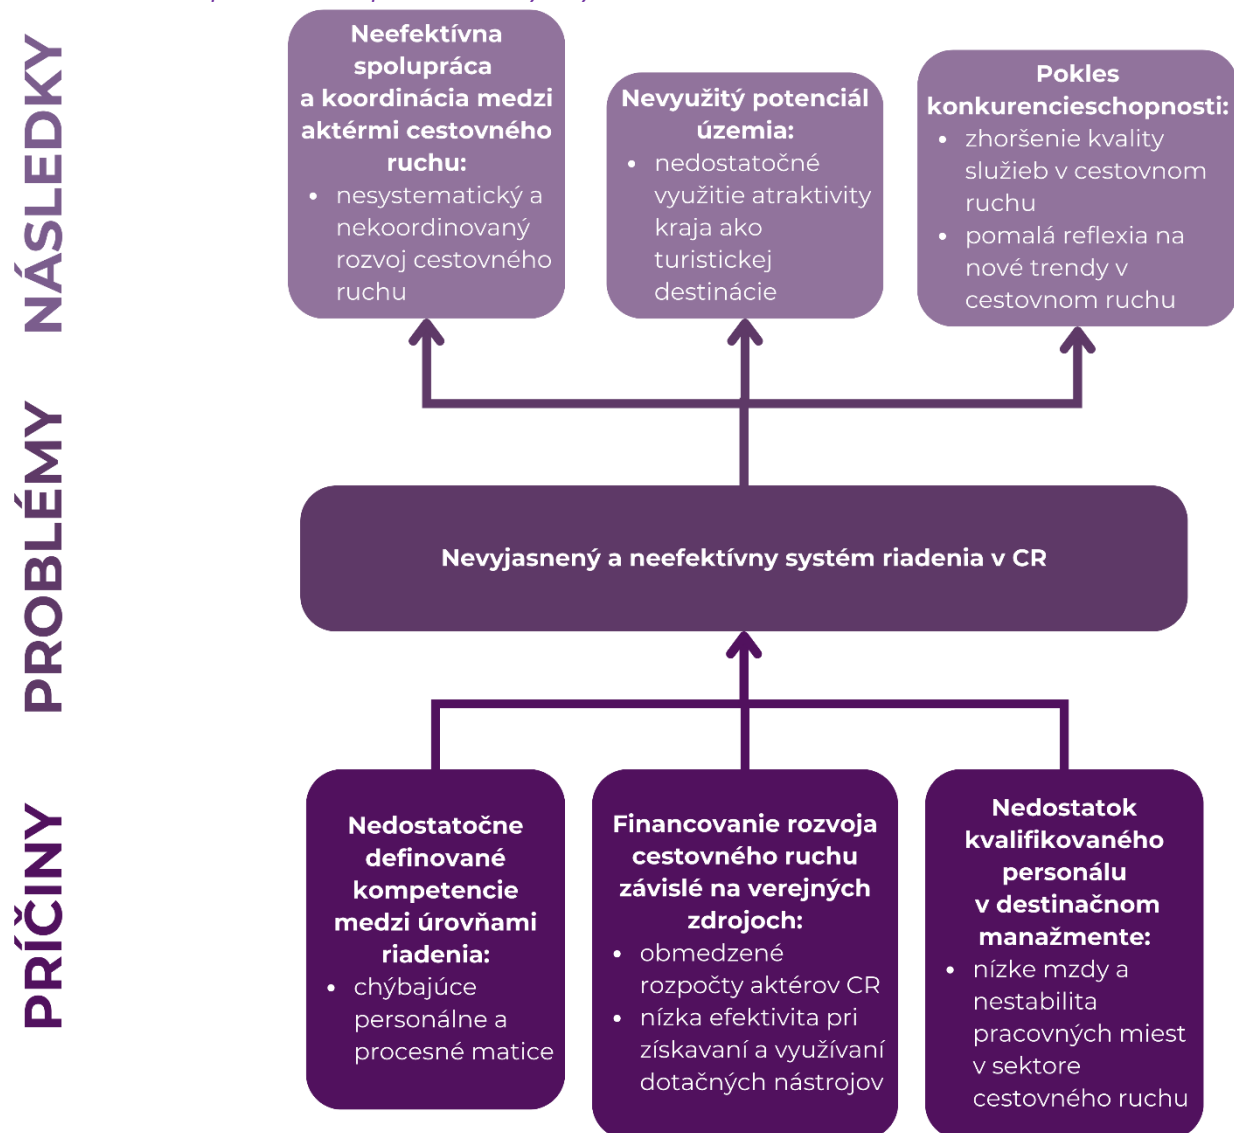 NÁSLEDKY
Neefektívna
spolupráca
a koordinácia medzi
aktérmi cestovného
ruchu:
• nesystematický a
nekoordinovaný
rozvoj cestovného
ruchu
Nevyužitý potenciál
územia:
• nedostatočné
využitie atraktivity
kraja ako
turistickej
destinácie
Pokles
konkurencieschopnosti:
• zhoršenie kvality
služieb v cestovnom
ruchu
• pomalá reflexia na
nové trendy v
cestovnom ruchu
PROBLÉMY
Nevyjasnený a neefektívny systém riadenia v CR
PRÍČINY
Nedostatočne
definované
kompetencie
medzi úrovňami
riadenia:
• chýbajúce
personálne a
procesné matice
Financovanie rozvoja
cestovného ruchu
závislé na verejných
zdrojoch:
• obmedzené
rozpočty aktérov CR
• nízka efektivita pri
získavaní a využívaní
dotačných nástrojov
Nedostatok
kvalifikovaného
personálu
v destinačnom
manažmente:
• nízke mzdy a
nestabilita
pracovných miest
v sektore
cestovného ruchu